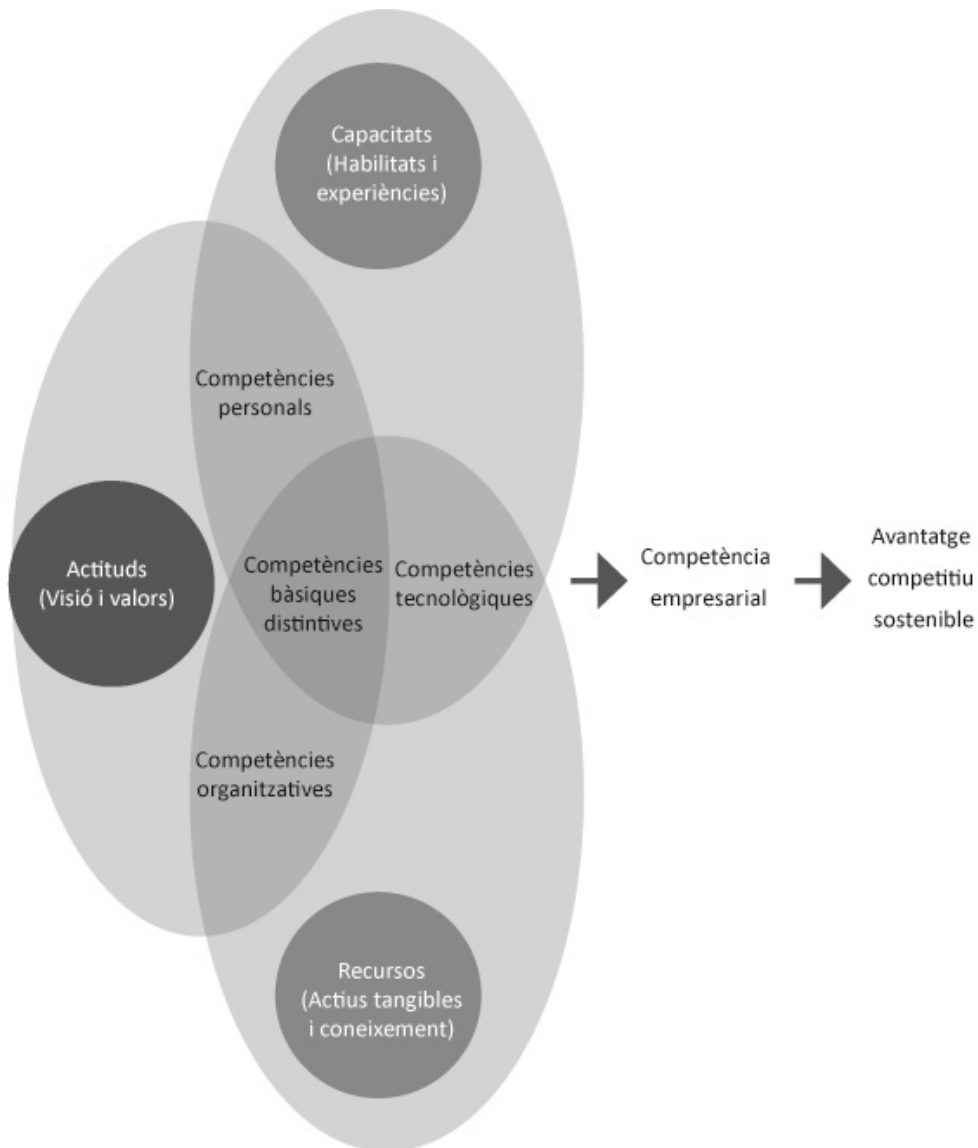 Capacitats
(Habilitats i
experiències)
Competències
personals
Actituds
(Visió i valors)
Competències
bàsiques
distintives
Competències
tecnològiques
Competència
empresarial
Avantatge
competitiu
sostenible
Competències
organitzatives
Recursos
(Actius tangibles
i coneixement)